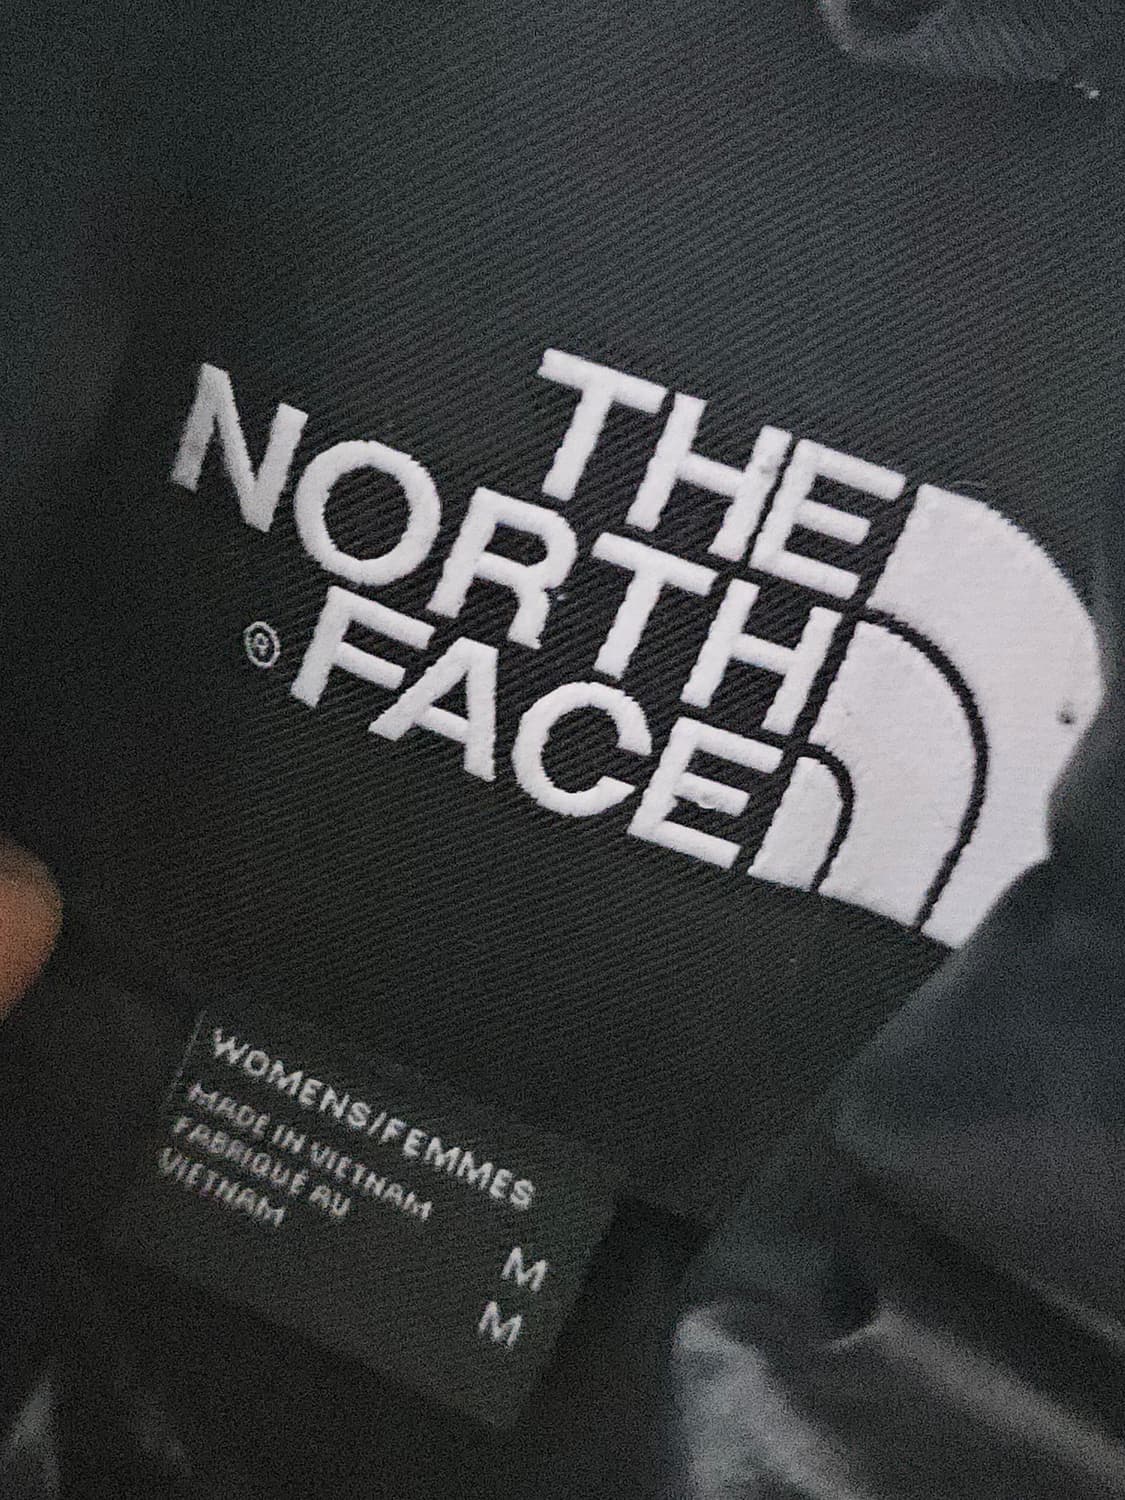 THE
NORTH
FACE
®
WOMENS/FEMMES
MADE IN VIETNAM
FABRIQUÉ AU
VIETNAM
M
M